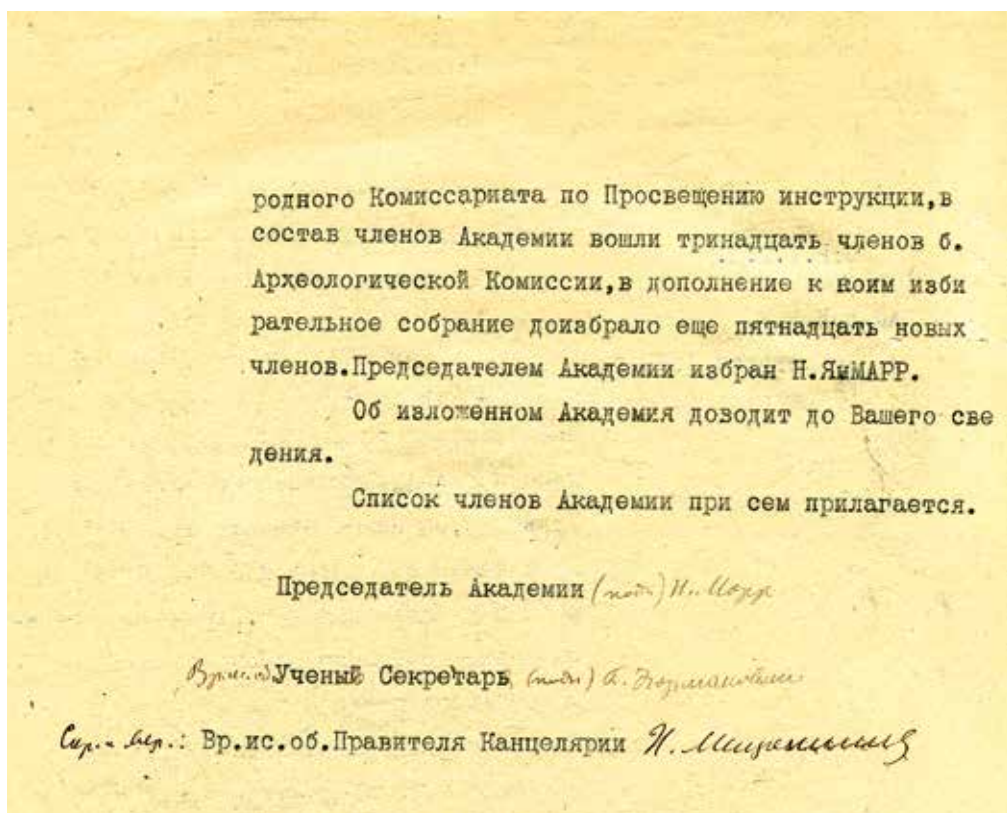 родного Комиссариата по Просвещению инструкции,в
состав членов Академии вошли тринадцать членов б.
Археологической Комиссии,в дополнение к коим изби
рательное собрание доизбрало еще пятнадцать новых
членов.Председателем Академии избран Н.ЯмМАРР.
Об изложенном Академия доводит до Вашего све
дения.
Список членов Академии при сем прилагается.
Председатель Академии (подп) Н. Марр
Ученый Секретарь (подп)
Вр.ис.об.Правителя Канцелярии